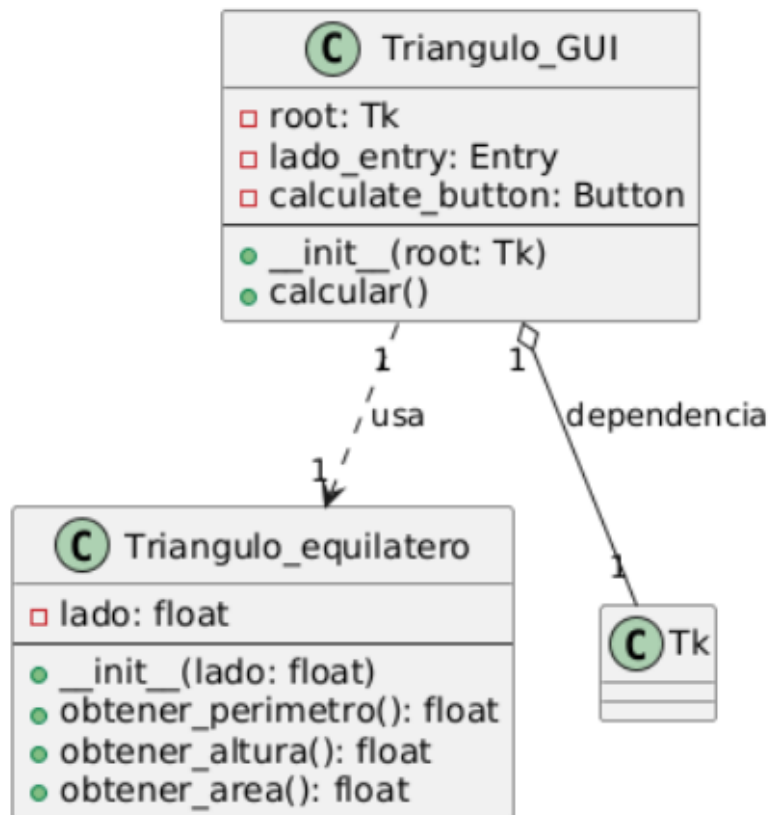 C Triangulo_GUI
root: Tk
lado_entry: Entry
calculate_button: Button
__init__(root: Tk)
calcular()
1 1
usa dependencia
1
C Triangulo_equilatero
lado: float
__init__(lado: float)
obtener_perimetro(): float
obtener_altura(): float
obtener_area(): float
1
C Tk